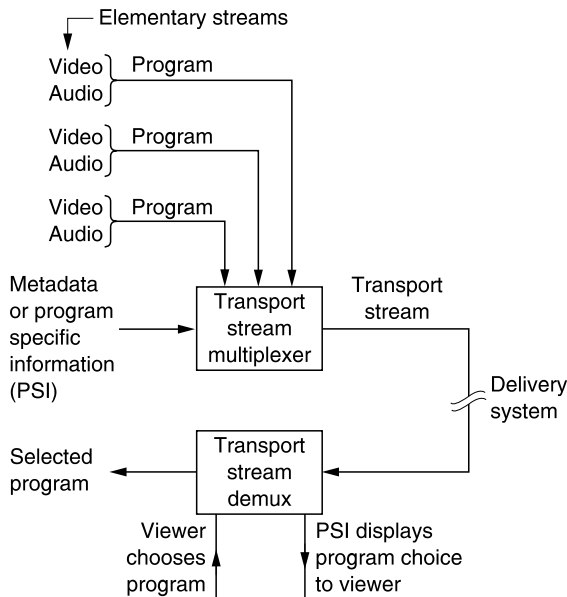 Elementary streams
Video
Audio
Program
Video
Audio
Program
Video
Audio
Program
Metadata
or program
specific
information
(PSI)
Transport
stream
multiplexer
Transport
stream
Delivery
system
Selected
program
Transport
stream
demux
Viewer
chooses
program
PSI displays
program choice
to viewer